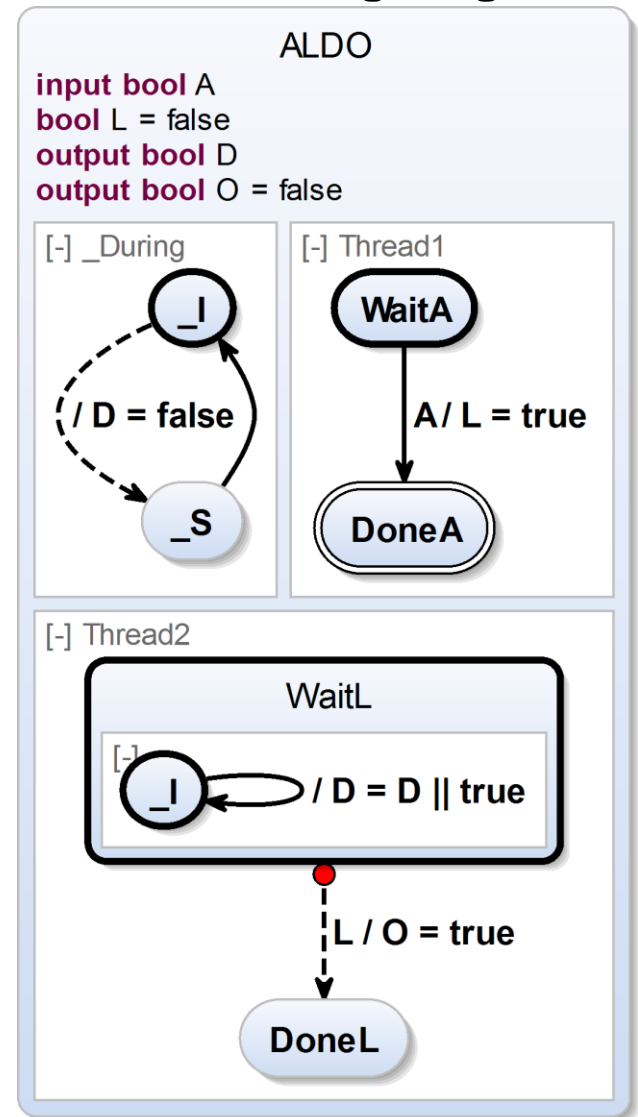 ALDO
input bool A
bool L = false
output bool D
output bool O = false
[-] _During
_I
/ D = false
_S
[-] Thread1
WaitA
A / L = true
DoneA
[-] Thread2
WaitL
[-]
_I
/ D = D || true
L / O = true
DoneL